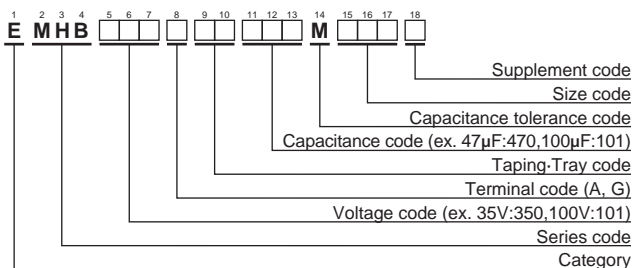 1 2 3 4 5 6 7 8 9 10 11 12 13 14 15 16 17 18
E M H B M
Supplement code
Size code
Capacitance tolerance code
Capacitance code (ex. 47µF:470,100µF:101)
Taping·Tray code
Terminal code (A, G)
Voltage code (ex. 35V:350,100V:101)
Series code
Category